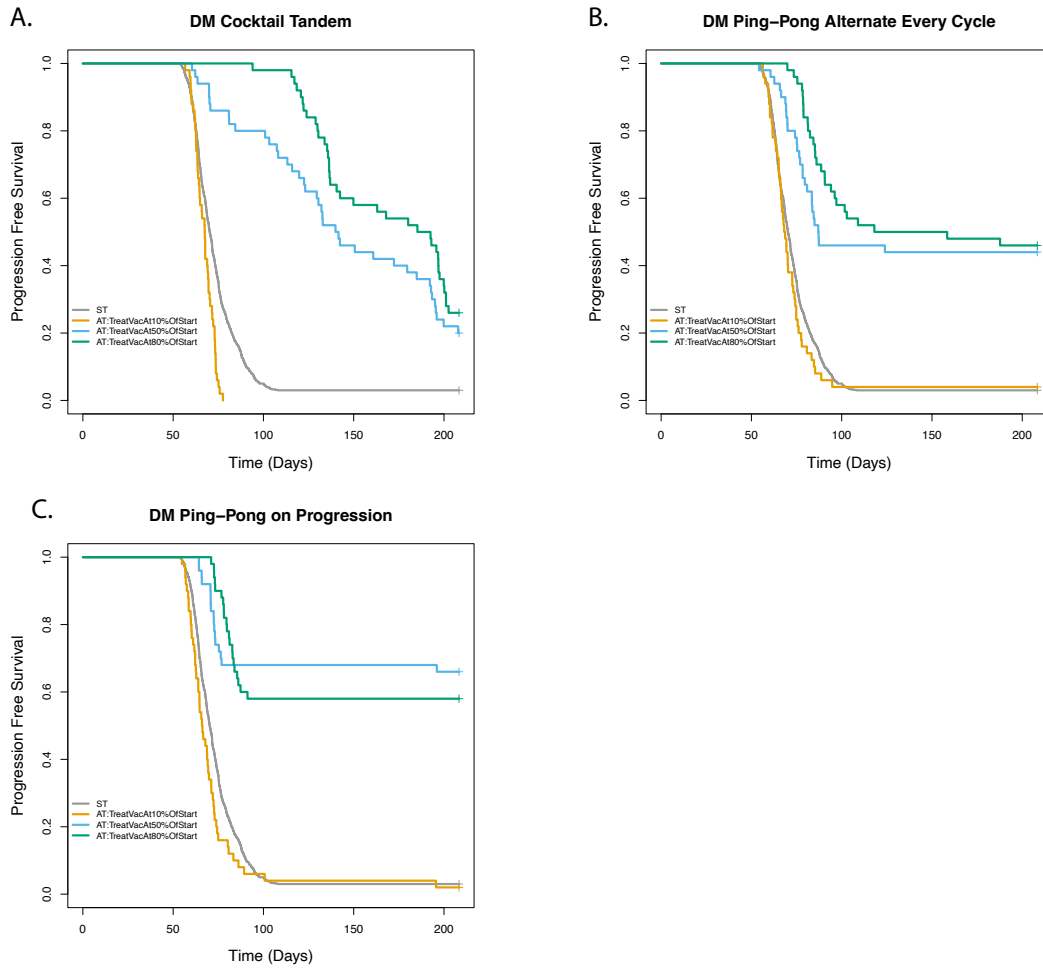 A.
DM Cocktail Tandem
Progression Free Survival
1.0
0.8
0.6
0.4
0.2
0.0
ST
AT:TreatVacAt10%OfStart
AT:TreatVacAt50%OfStart
AT:TreatVacAt80%OfStart
0 50 100 150 200
Time (Days)
B.
DM Ping−Pong Alternate Every Cycle
Progression Free Survival
1.0
0.8
0.6
0.4
0.2
0.0
ST
AT:TreatVacAt10%OfStart
AT:TreatVacAt50%OfStart
AT:TreatVacAt80%OfStart
0 50 100 150 200
Time (Days)
C.
DM Ping−Pong on Progression
Progression Free Survival
1.0
0.8
0.6
0.4
0.2
0.0
ST
AT:TreatVacAt10%OfStart
AT:TreatVacAt50%OfStart
AT:TreatVacAt80%OfStart
0 50 100 150 200
Time (Days)